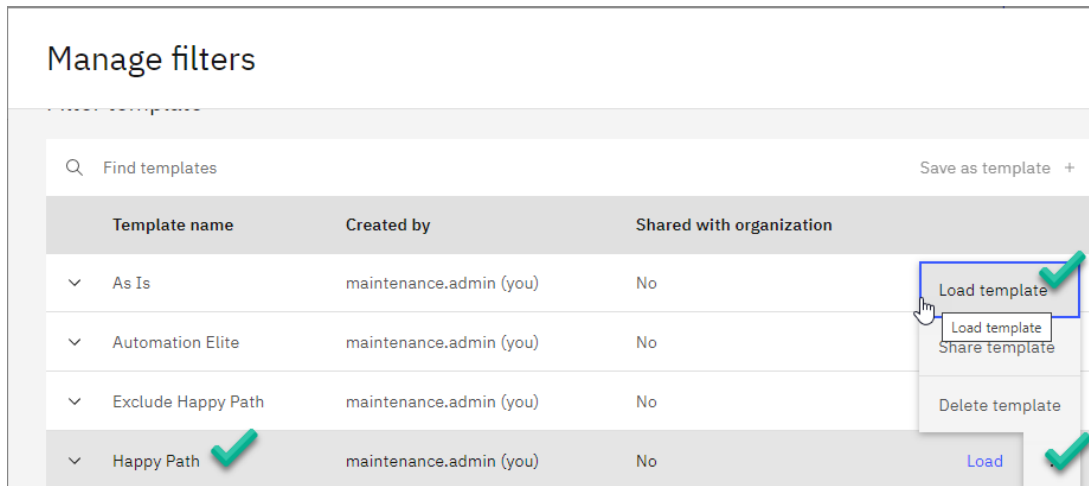 Manage filters
Find templates Save as template +
Template name Created by Shared with organization
As Is maintenance.admin (you) No
Load template
Load template
Automation Elite maintenance.admin (you) No
Share template
Exclude Happy Path maintenance.admin (you) No
Delete template
Happy Path maintenance.admin (you) No Load